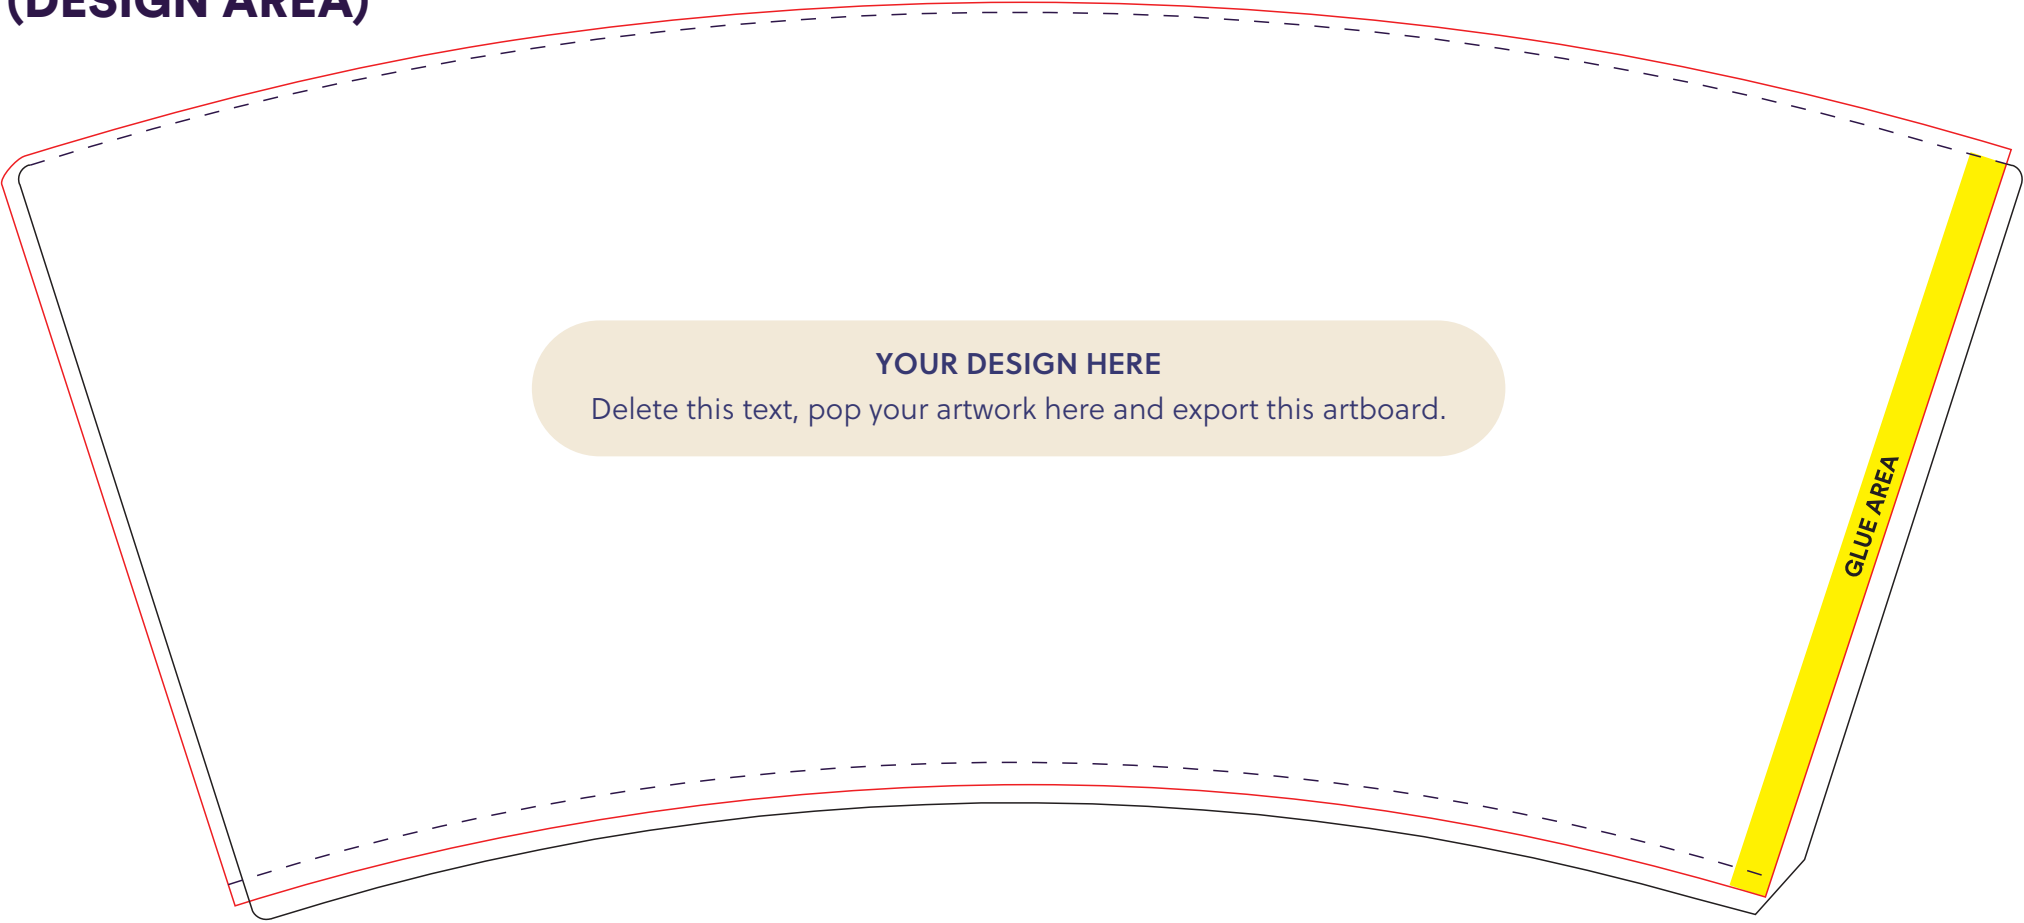 (DESIGN AREA)
YOUR DESIGN HERE
Delete this text, pop your artwork here and export this artboard.
GLUE AREA